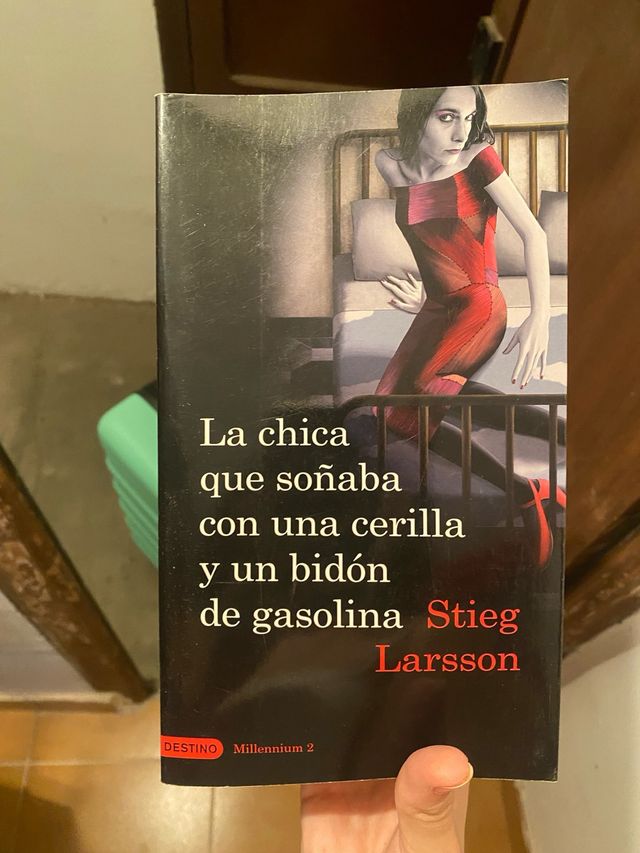 La chica
que soñaba
con una cerilla
y un bidón
de gasolina Stieg
Larsson
DESTINO Millennium 2